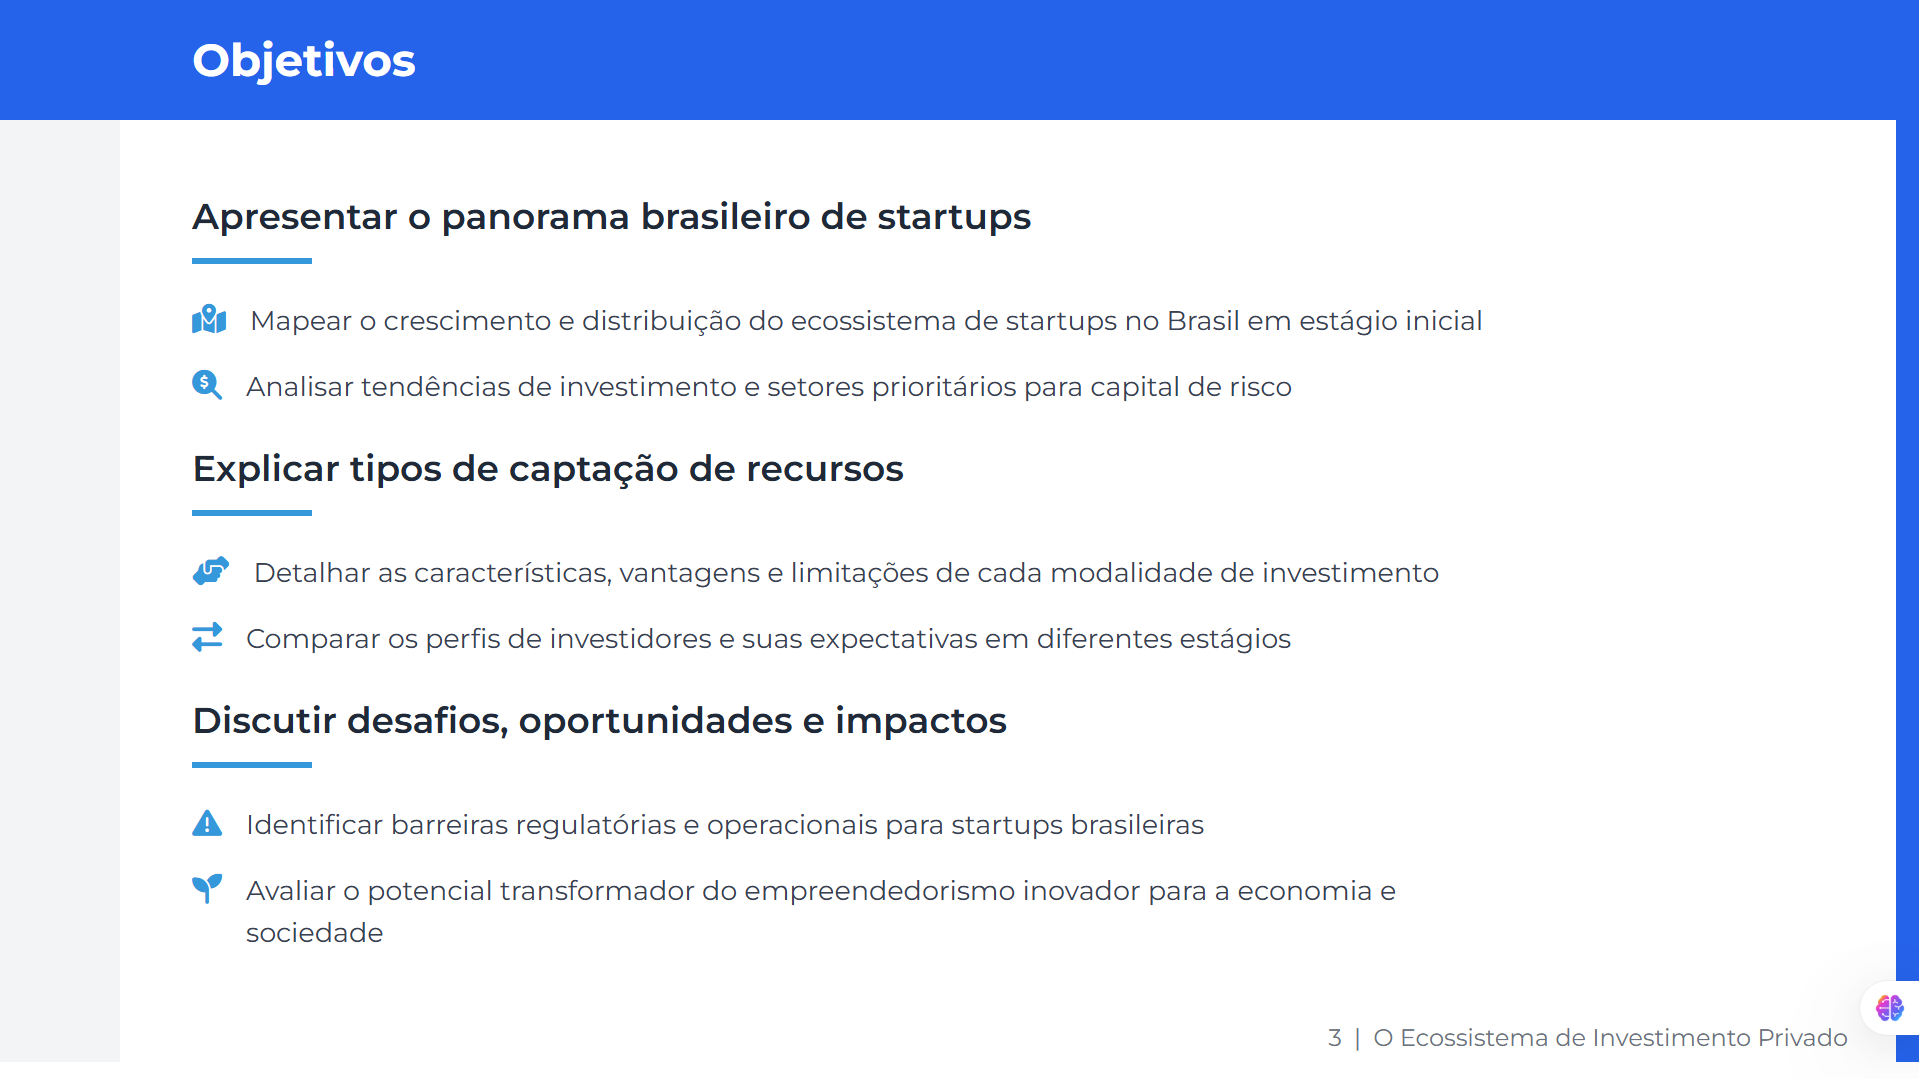 Objetivos
Apresentar o panorama brasileiro de startups
Mapear o crescimento e distribuição do ecossistema de startups no Brasil em estágio inicial
Analisar tendências de investimento e setores prioritários para capital de risco
Explicar tipos de captação de recursos
Detalhar as características, vantagens e limitações de cada modalidade de investimento
Comparar os perfis de investidores e suas expectativas em diferentes estágios
Discutir desafios, oportunidades e impactos
Identificar barreiras regulatórias e operacionais para startups brasileiras
Avaliar o potencial transformador do empreendedorismo inovador para a economia e
sociedade
3 | O Ecossistema de Investimento Privado